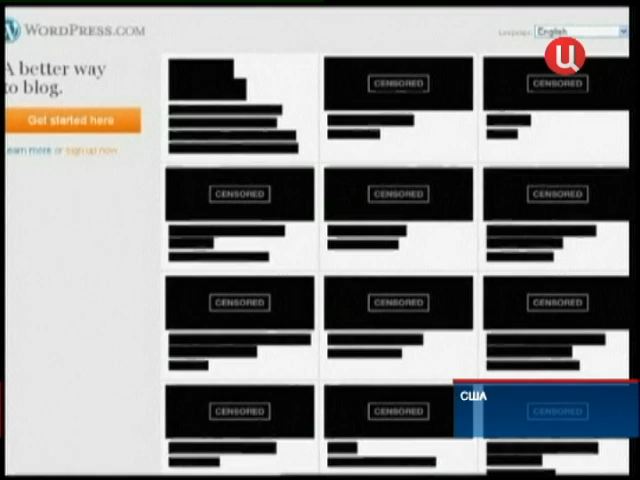 WORDPRESS.COM
Language: English
Ц
A better way
to blog.
Get started here
Learn more or sign up now
CENSORED
CENSORED
CENSORED
CENSORED
CENSORED
CENSORED
CENSORED
CENSORED
CENSORED
CENSORED
CENSORED
США